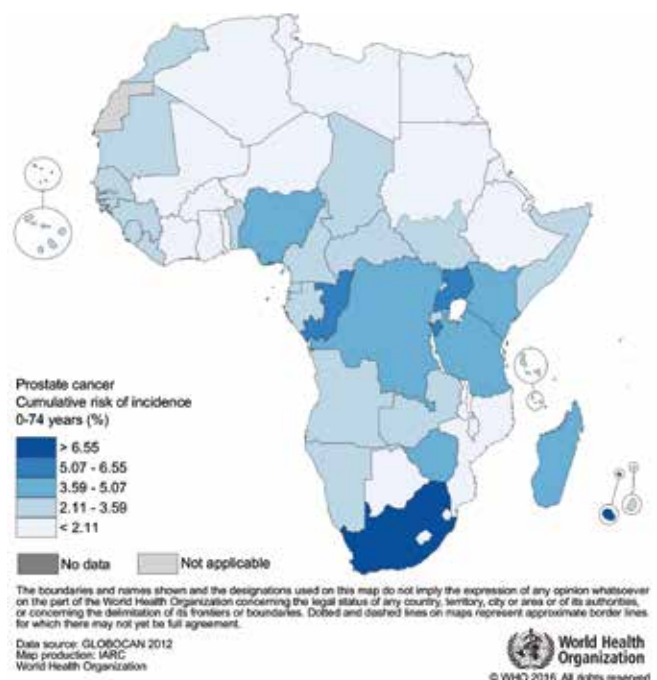 Prostate cancer
Cumulative risk of incidence
0-74 years (%)
> 6.55
5.07 - 6.55
3.59 - 5.07
2.11 - 3.59
< 2.11
No data
Not applicable
The boundaries and names shown and the designations used on this map do not imply the expression of any opinion whatsoever
on the part of the World Health Organization concerning the legal status of any country, territory, city or area or of its authorities,
or concerning the delimitation of its frontiers or boundaries. Dotted and dashed lines on maps represent approximate border lines
for which there may not yet be full agreement.
Data source: GLOBOCAN 2012
Map production: IARC
World Health Organization
World Health
Organization
© WHO 2016. All rights reserved